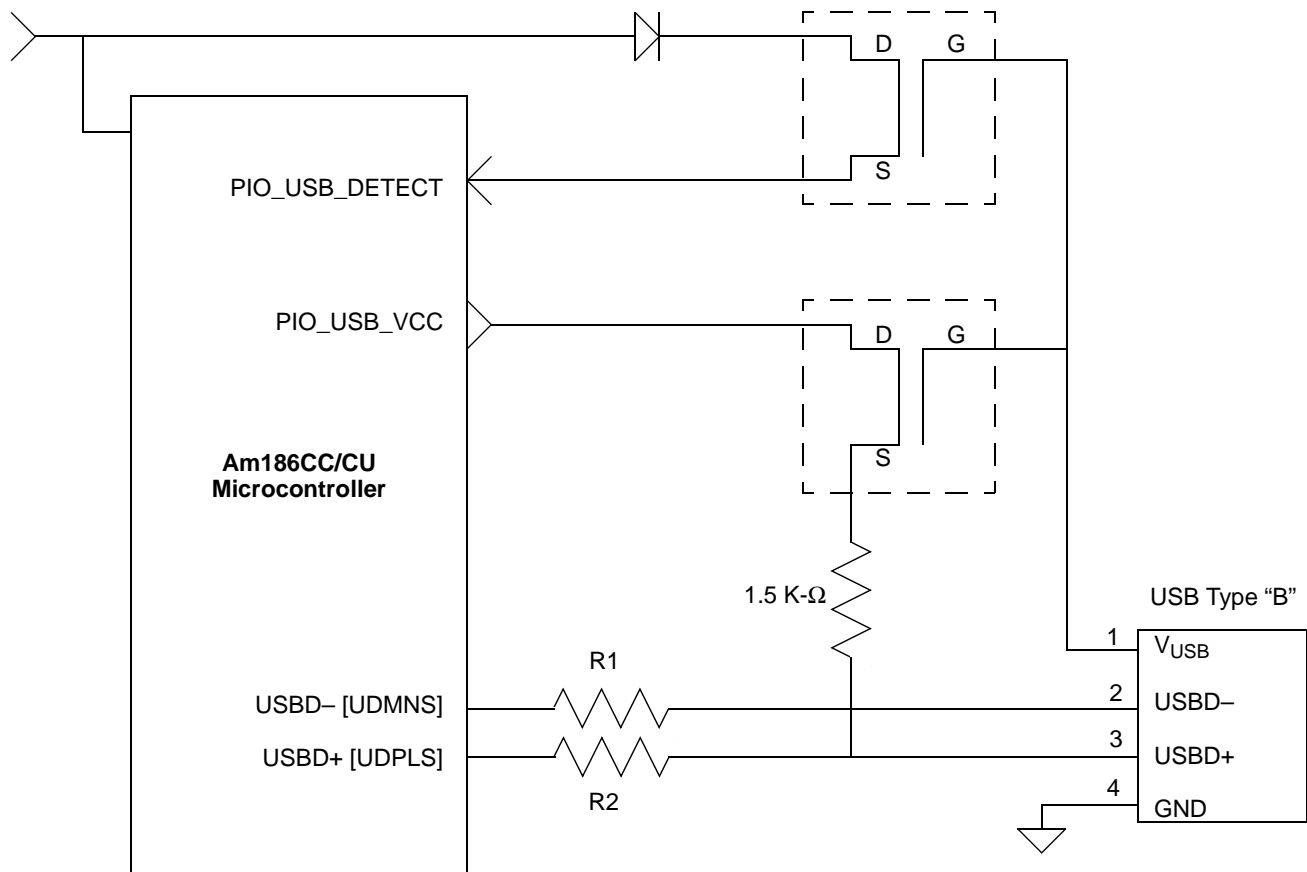 D G
S
PIO_USB_DETECT
PIO_USB_VCC
D G
S
Am186CC/CU
Microcontroller
1.5 K-Ω
USB Type “B”
1 VUSB
R1
USBD– [UDMNS]
2 USBD–
USBD+ [UDPLS]
3 USBD+
R2
4 GND